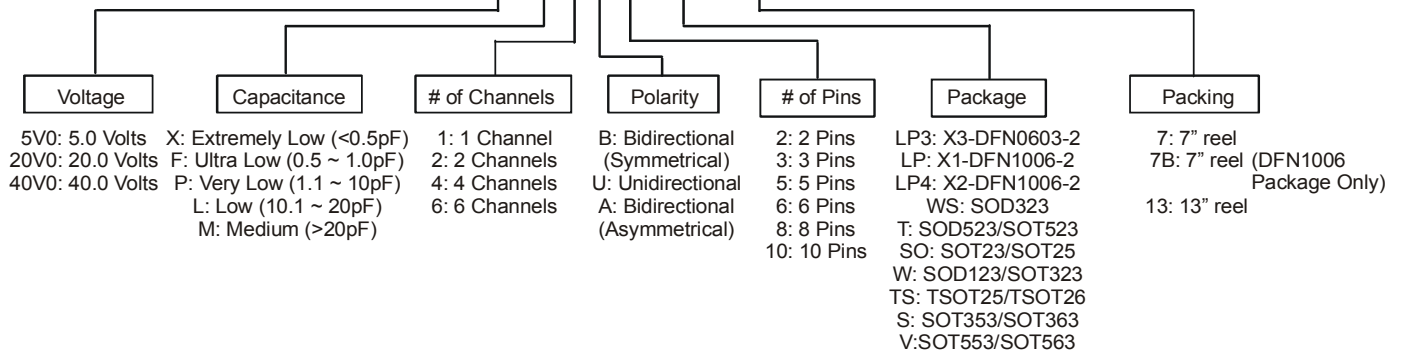 Voltage
5V0: 5.0 Volts
20V0: 20.0 Volts
40V0: 40.0 Volts
Capacitance
X: Extremely Low (<0.5pF)
F: Ultra Low (0.5 ~ 1.0pF)
P: Very Low (1.1 ~ 10pF)
L: Low (10.1 ~ 20pF)
M: Medium (>20pF)
# of Channels
1: 1 Channel
2: 2 Channels
4: 4 Channels
6: 6 Channels
Polarity
B: Bidirectional
(Symmetrical)
U: Unidirectional
A: Bidirectional
(Asymmetrical)
# of Pins
2: 2 Pins
3: 3 Pins
5: 5 Pins
6: 6 Pins
8: 8 Pins
10: 10 Pins
Package
LP3: X3-DFN0603-2
LP: X1-DFN1006-2
LP4: X2-DFN1006-2
WS: SOD323
T: SOD523/SOT523
SO: SOT23/SOT25
W: SOD123/SOT323
TS: TSOT25/TSOT26
S: SOT353/SOT363
V:SOT553/SOT563
Packing
7: 7” reel
7B: 7” reel (DFN1006
Package Only)
13: 13” reel